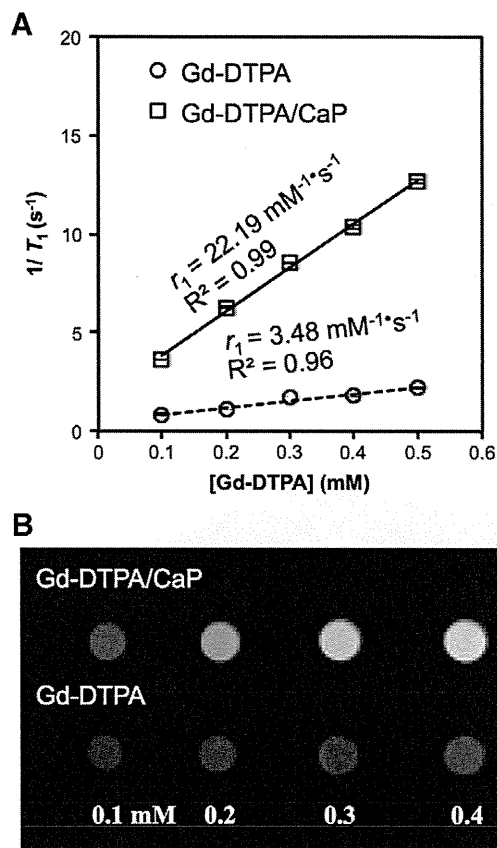 A
20
15
10
5
0
1/ T₁ (s⁻¹)
Gd-DTPA
Gd-DTPA/CaP
r₁ = 22.19 mM⁻¹•s⁻¹
R² = 0.99
r₁ = 3.48 mM⁻¹•s⁻¹
R² = 0.96
0 0.1 0.2 0.3 0.4 0.5 0.6
[Gd-DTPA] (mM)
B
Gd-DTPA/CaP
Gd-DTPA
0.1 mM 0.2 0.3 0.4